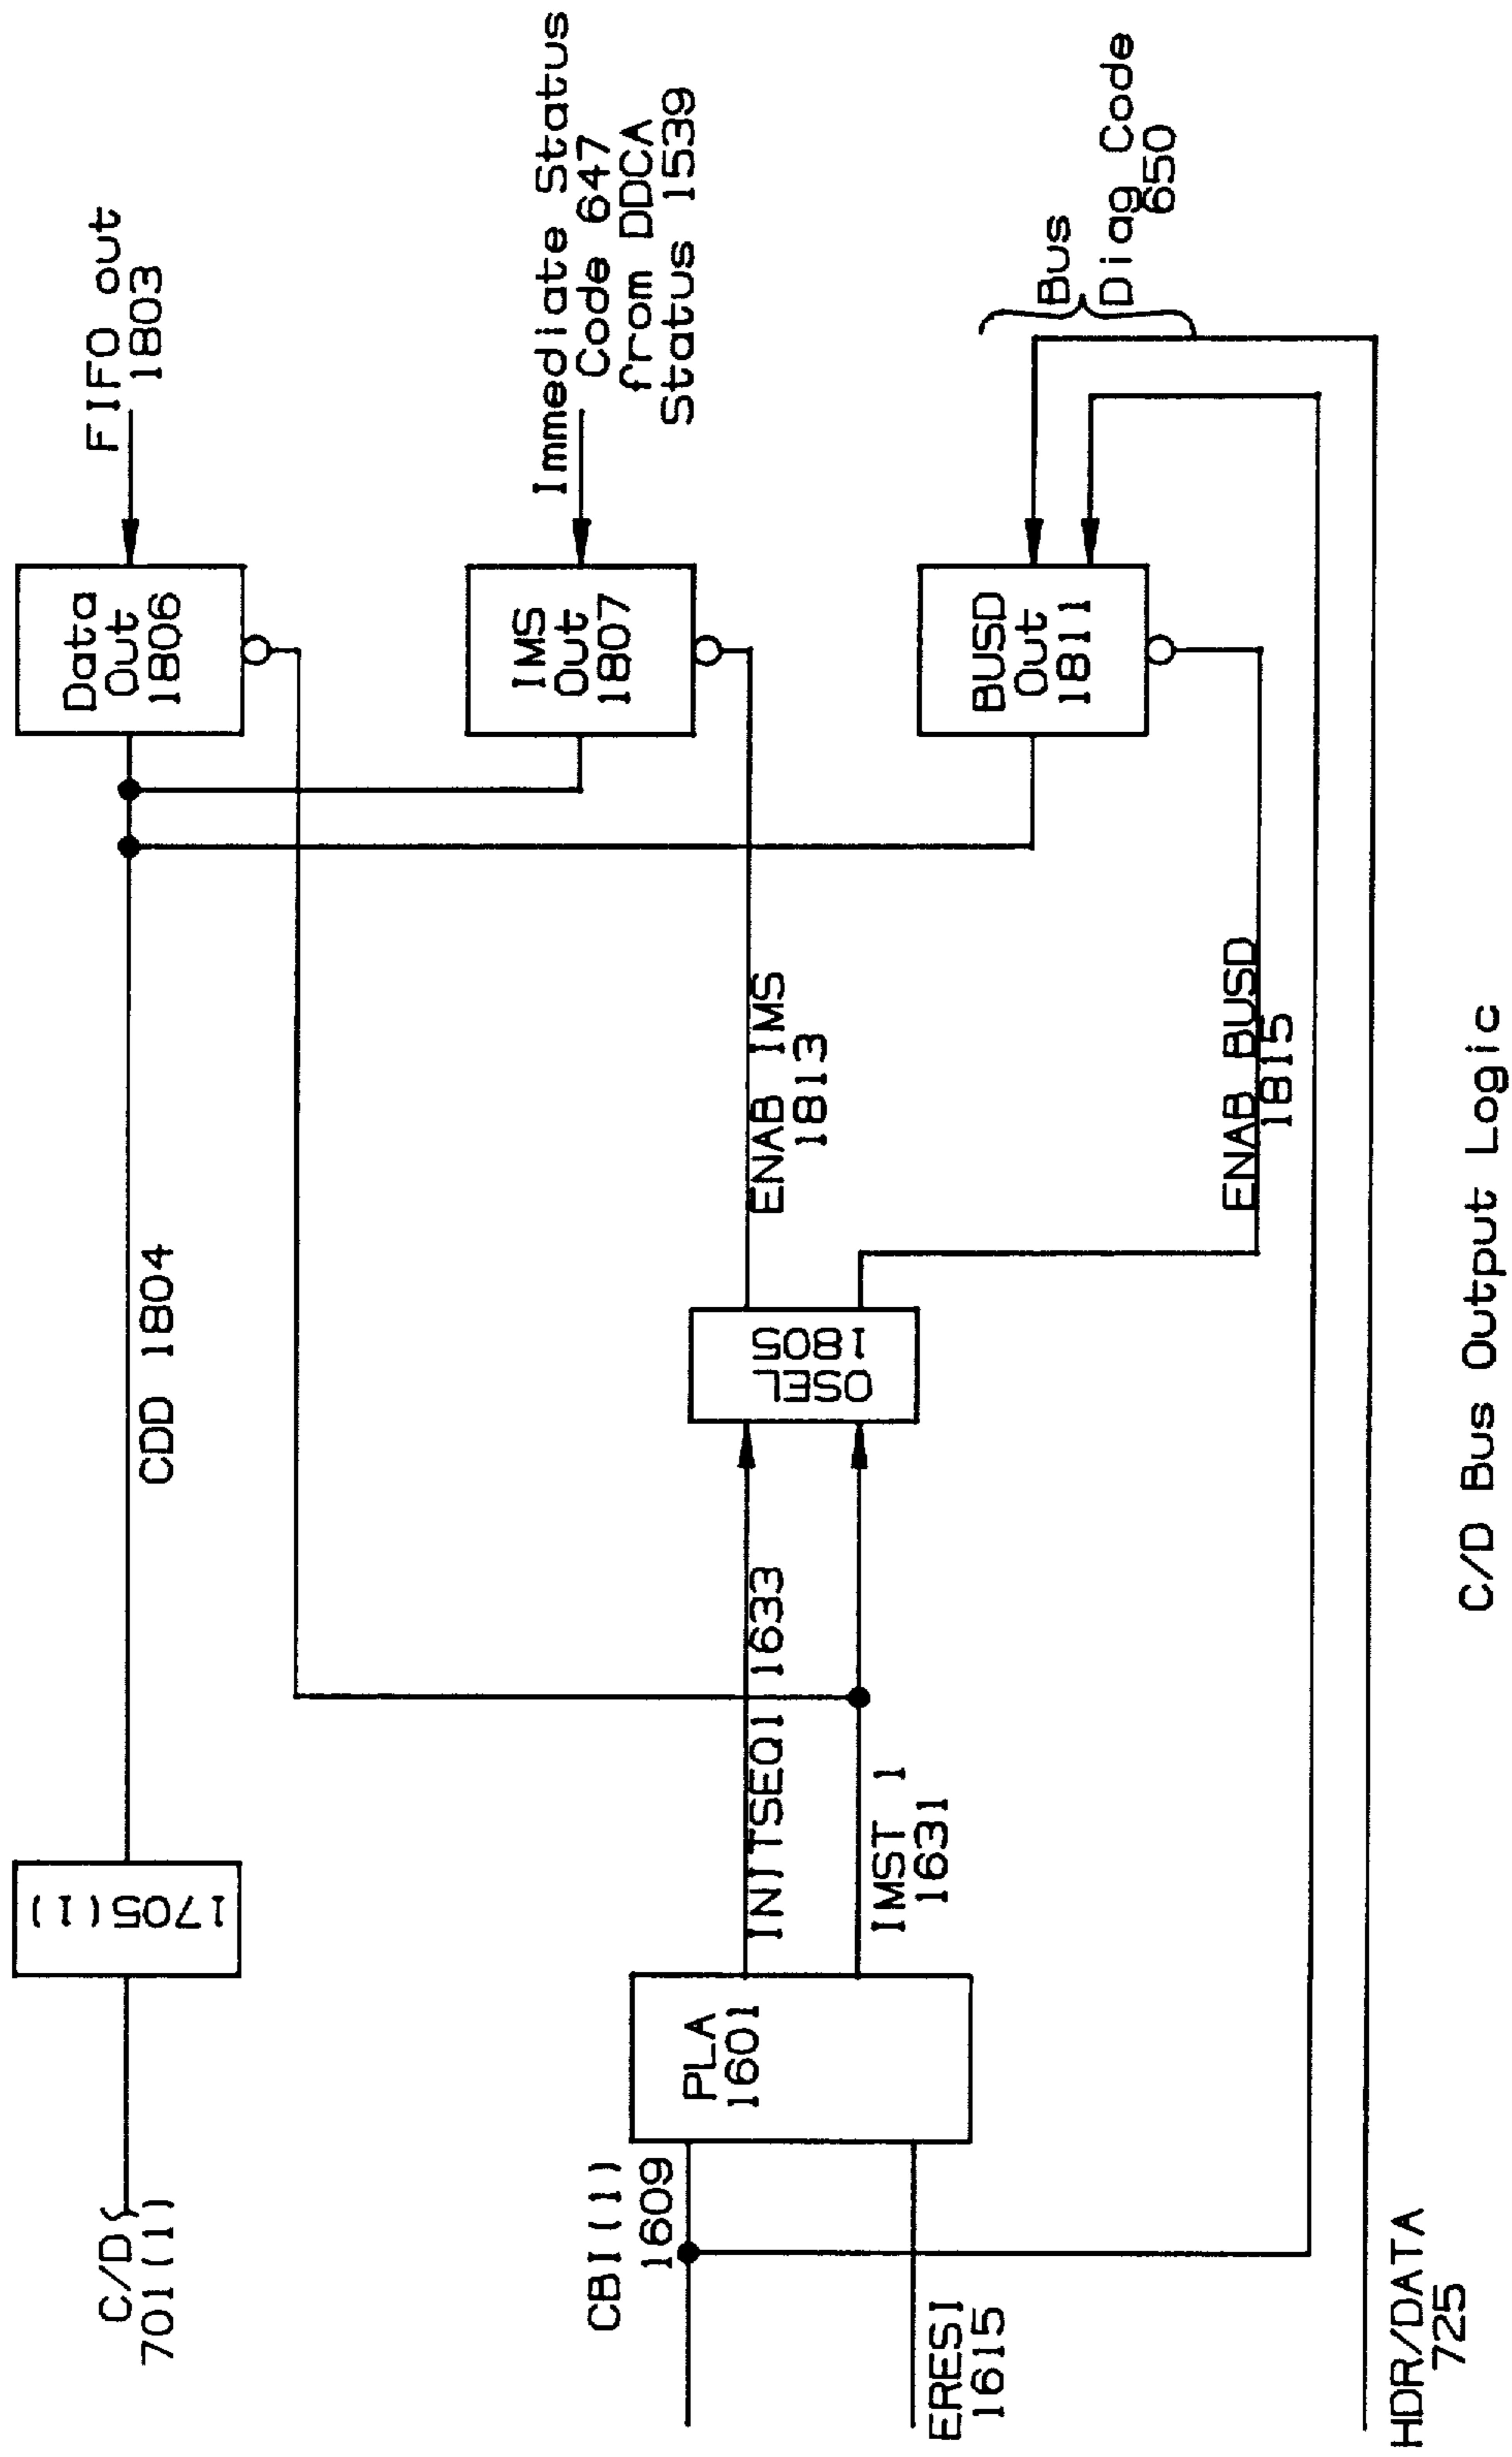 FIFO out
1803
Data
Out
1806
CDD 1804
1705(1)
C/D
701(1)
Immediate Status
Code 647
from DDCA
Status 1539
IMS
Out
1807
ENAB IMS
1813
OSEL
1805
INITSEQ1 1633
IMST 1
1631
PLA
1601
CBI(1)
1609
ERESI
1615
Bus
Diag Code
650
BUSD
Out
1811
ENAB BUSD
1815
HDR/DATA
725
C/D Bus Output Logic